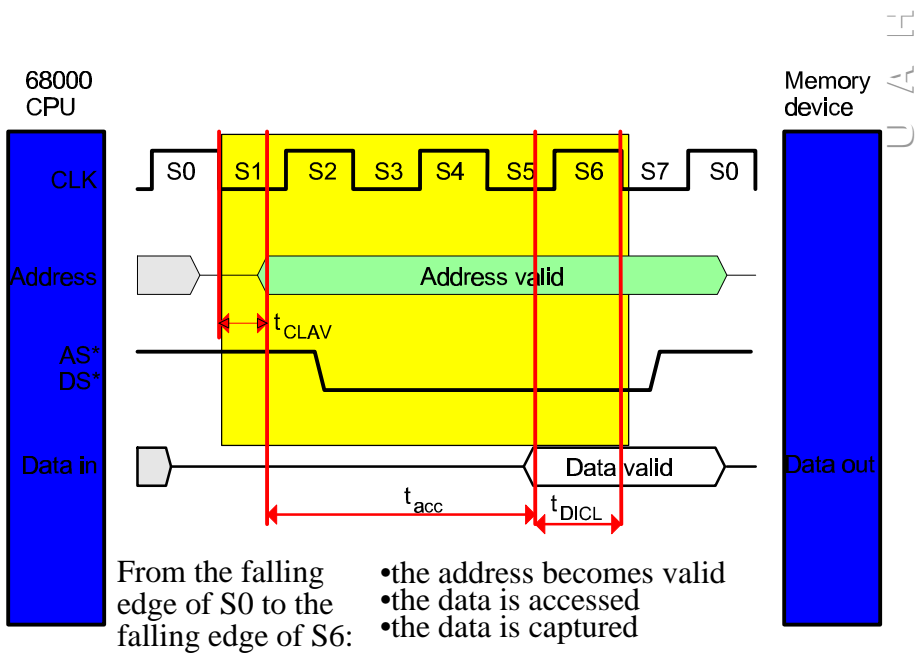 U A H
68000
CPU
Memory
device
CLK
S0 S1 S2 S3 S4 S5 S6 S7 S0
Address
Address valid
tCLAV
AS*
DS*
Data in
Data valid
Data out
tacc
tDICL
From the falling
edge of S0 to the
falling edge of S6:
•the address becomes valid
•the data is accessed
•the data is captured